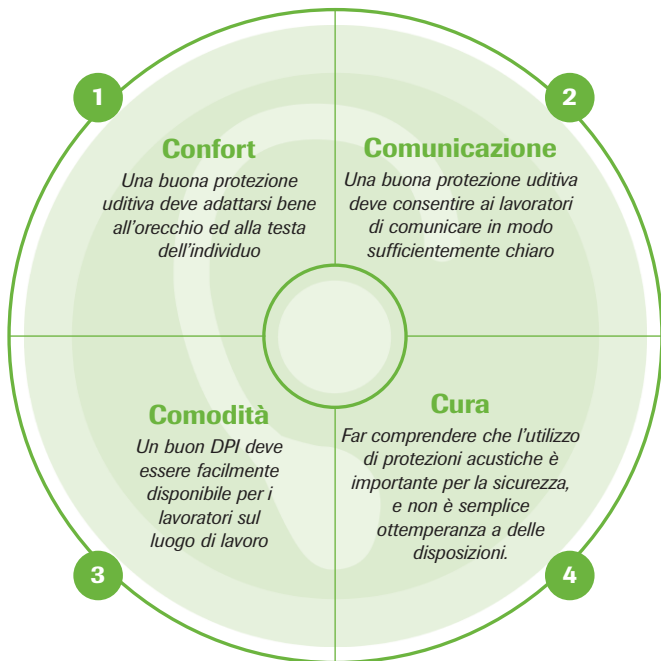 1
Confort
Una buona protezione
uditiva deve adattarsi bene
all'orecchio ed alla testa
dell'individuo
2
Comunicazione
Una buona protezione uditiva
deve consentire ai lavoratori
di comunicare in modo
sufficientemente chiaro
3
Comodità
Un buon DPI deve
essere facilmente
disponibile per i
lavoratori sul
luogo di lavoro
4
Cura
Far comprendere che l'utilizzo
di protezioni acustiche è
importante per la sicurezza,
e non è semplice
ottemperanza a delle
disposizioni.